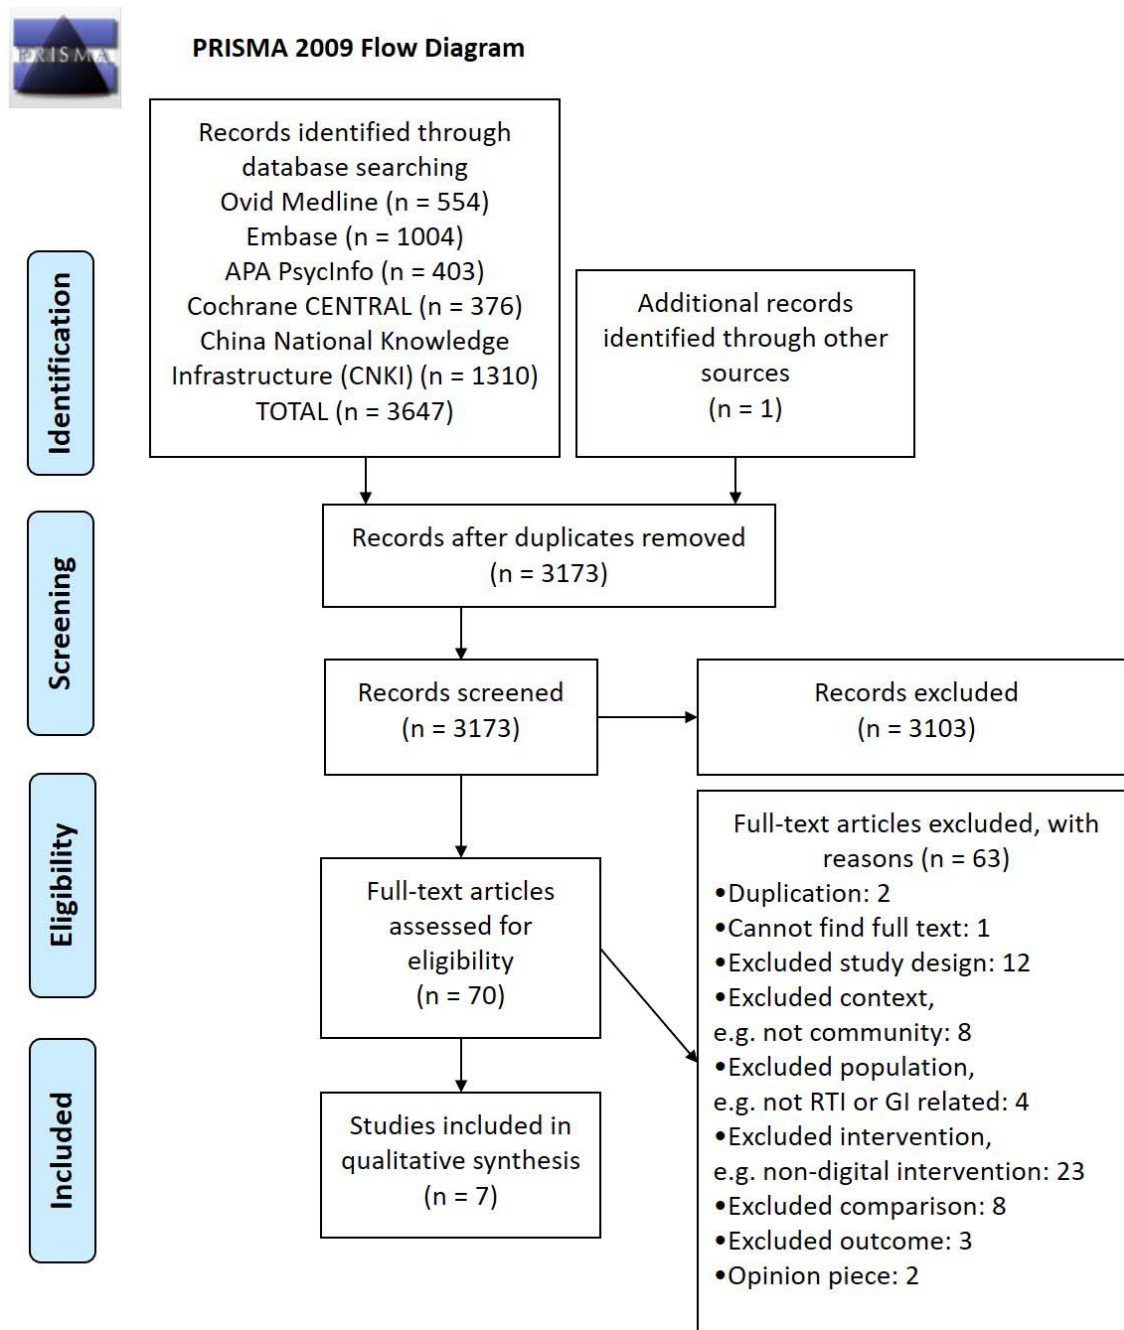 PRISMA
PRISMA 2009 Flow Diagram
Records identified through
database searching
Ovid Medline (n = 554)
Embase (n = 1004)
APA PsycInfo (n = 403)
Cochrane CENTRAL (n = 376)
China National Knowledge
Infrastructure (CNKI) (n = 1310)
TOTAL (n = 3647)
Additional records
identified through other
sources
(n = 1)
Identification
Records after duplicates removed
(n = 3173)
Screening
Records screened
(n = 3173)
Records excluded
(n = 3103)
Eligibility
Full-text articles
assessed for
eligibility
(n = 70)
Full-text articles excluded, with
reasons (n = 63)
•Duplication: 2
•Cannot find full text: 1
•Excluded study design: 12
•Excluded context,
e.g. not community: 8
•Excluded population,
e.g. not RTI or GI related: 4
•Excluded intervention,
e.g. non-digital intervention: 23
•Excluded comparison: 8
•Excluded outcome: 3
•Opinion piece: 2
Included
Studies included in
qualitative synthesis
(n = 7)